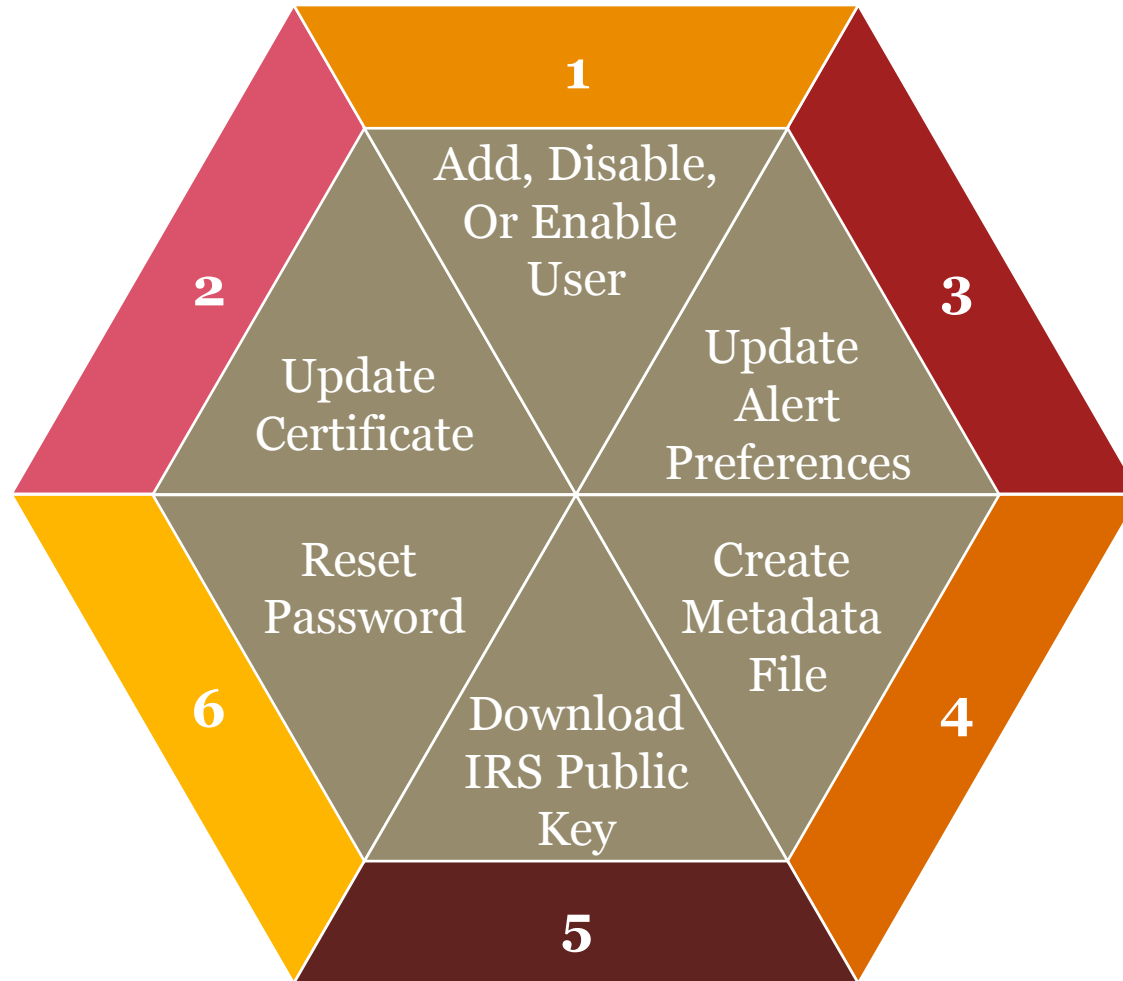 1
Add, Disable,
Or Enable
User
2
Update
Certificate
3
Update
Alert
Preferences
4
Create
Metadata
File
5
Download
IRS Public
Key
6
Reset
Password